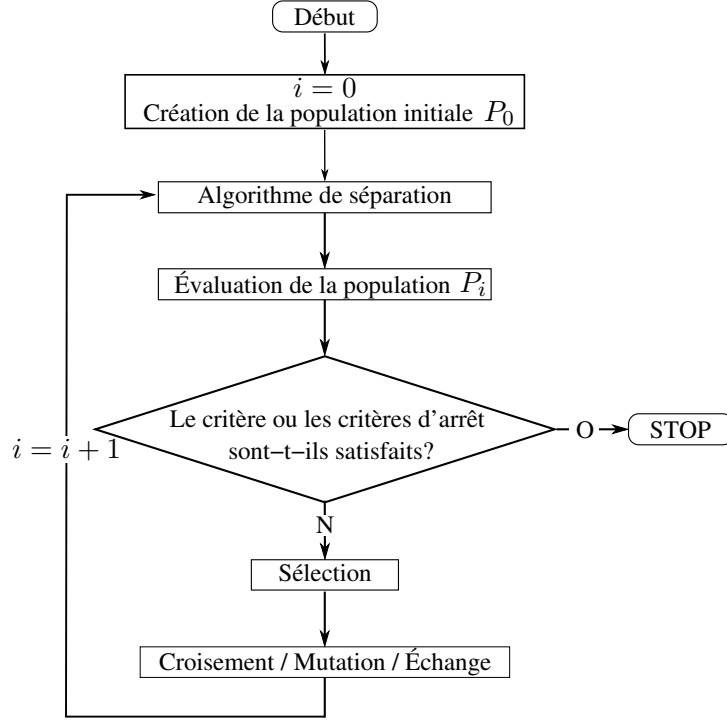 Début
i = 0
Création de la population initiale P₀
Algorithme de séparation
Évaluation de la population Pᵢ
Le critère ou les critères d'arrêt
sont−t−ils satisfaits?
O
STOP
i = i + 1
N
Sélection
Croisement / Mutation / Échange